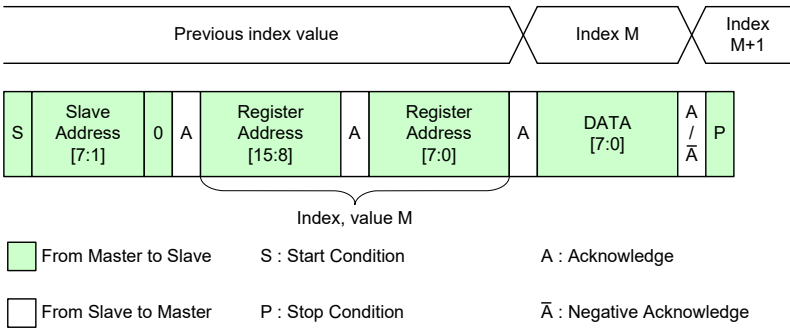 Previous index value
Index M
Index
M+1
S
Slave
Address
[7:1]
0
A
Register
Address
[15:8]
A
Register
Address
[7:0]
A
DATA
[7:0]
A
/
A̅
P
Index, value M
From Master to Slave
S : Start Condition
A : Acknowledge
From Slave to Master
P : Stop Condition
A̅ : Negative Acknowledge